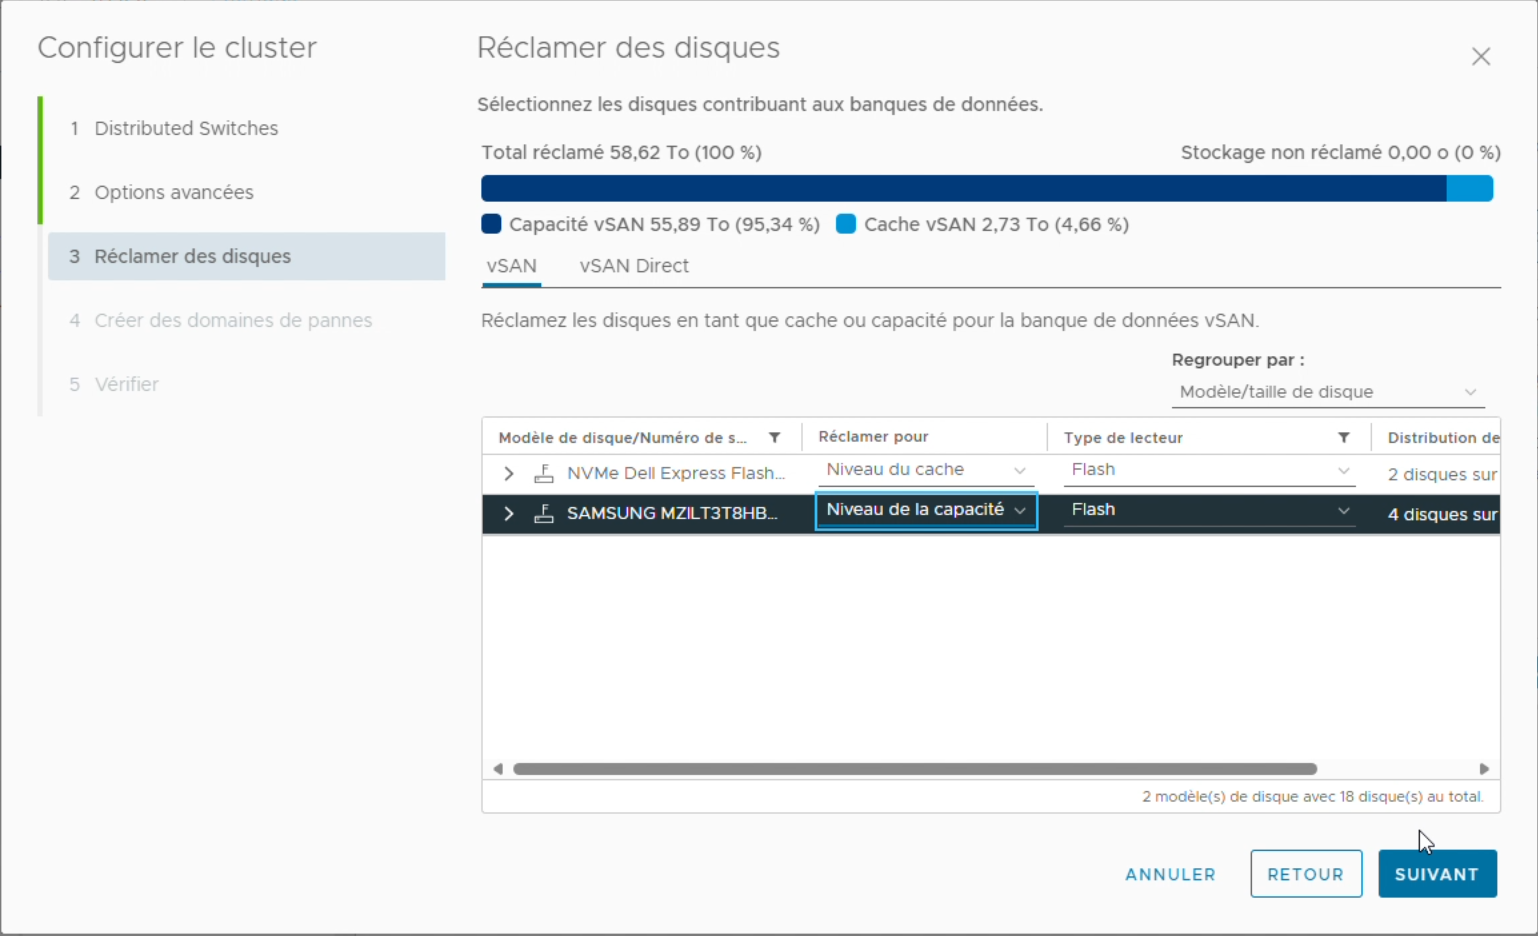 Configurer le cluster
1 Distributed Switches
2 Options avancées
3 Réclamer des disques
4 Créer des domaines de pannes
5 Vérifier
Réclamer des disques
Sélectionnez les disques contribuant aux banques de données.
Total réclamé 58,62 To (100 %) Stockage non réclamé 0,00 o (0 %)
Capacité vSAN 55,89 To (95,34 %) Cache vSAN 2,73 To (4,66 %)
vSAN vSAN Direct
Réclamez les disques en tant que cache ou capacité pour la banque de données vSAN.
Regrouper par :
Modèle/taille de disque
Modèle de disque/Numéro de s... Réclamer pour Type de lecteur Distribution de
F NVMe Dell Express Flash... Niveau du cache Flash 2 disques sur
F SAMSUNG MZILT3T8HB... Niveau de la capacité Flash 4 disques sur
2 modèle(s) de disque avec 18 disque(s) au total.
ANNULER RETOUR SUIVANT